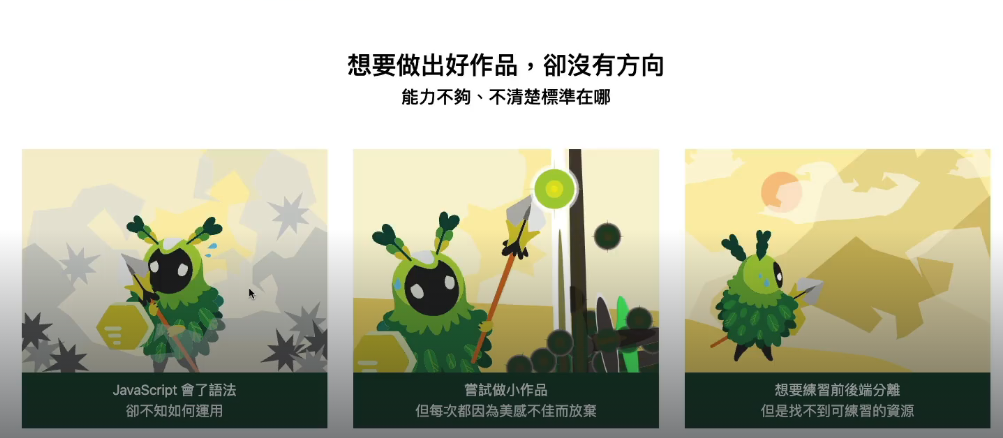 想要做出好作品，卻沒有方向
能力不夠、不清楚標準在哪
JavaScript 會了語法
卻不知如何運用
嘗試做小作品
但每次都因為美感不佳而放棄
想要練習前後端分離
但是找不到可練習的資源